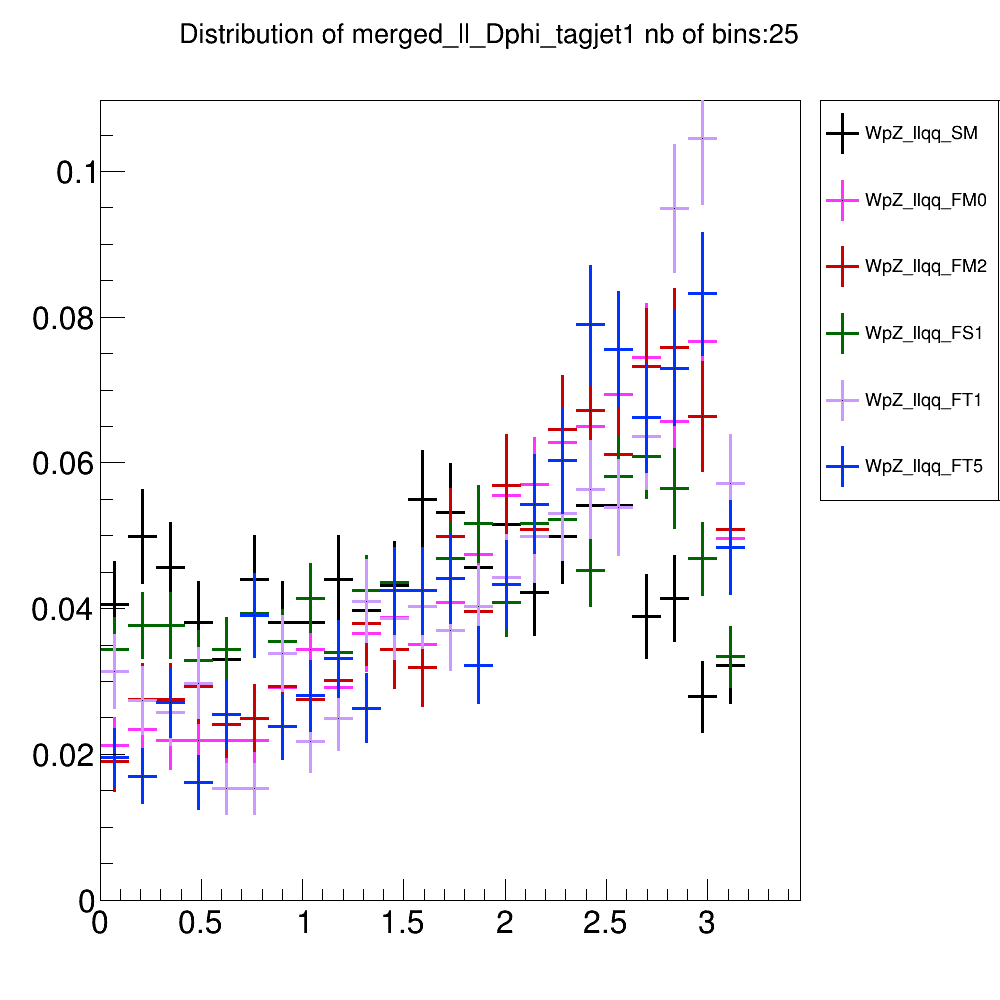 Distribution of merged_ll_Dphi_tagjet1 nb of bins:25
WpZ_llqq_SM
WpZ_llqq_FM0
WpZ_llqq_FM2
WpZ_llqq_FS1
WpZ_llqq_FT1
WpZ_llqq_FT5
0.1
0.08
0.06
0.04
0.02
0
0 0.5 1 1.5 2 2.5 3